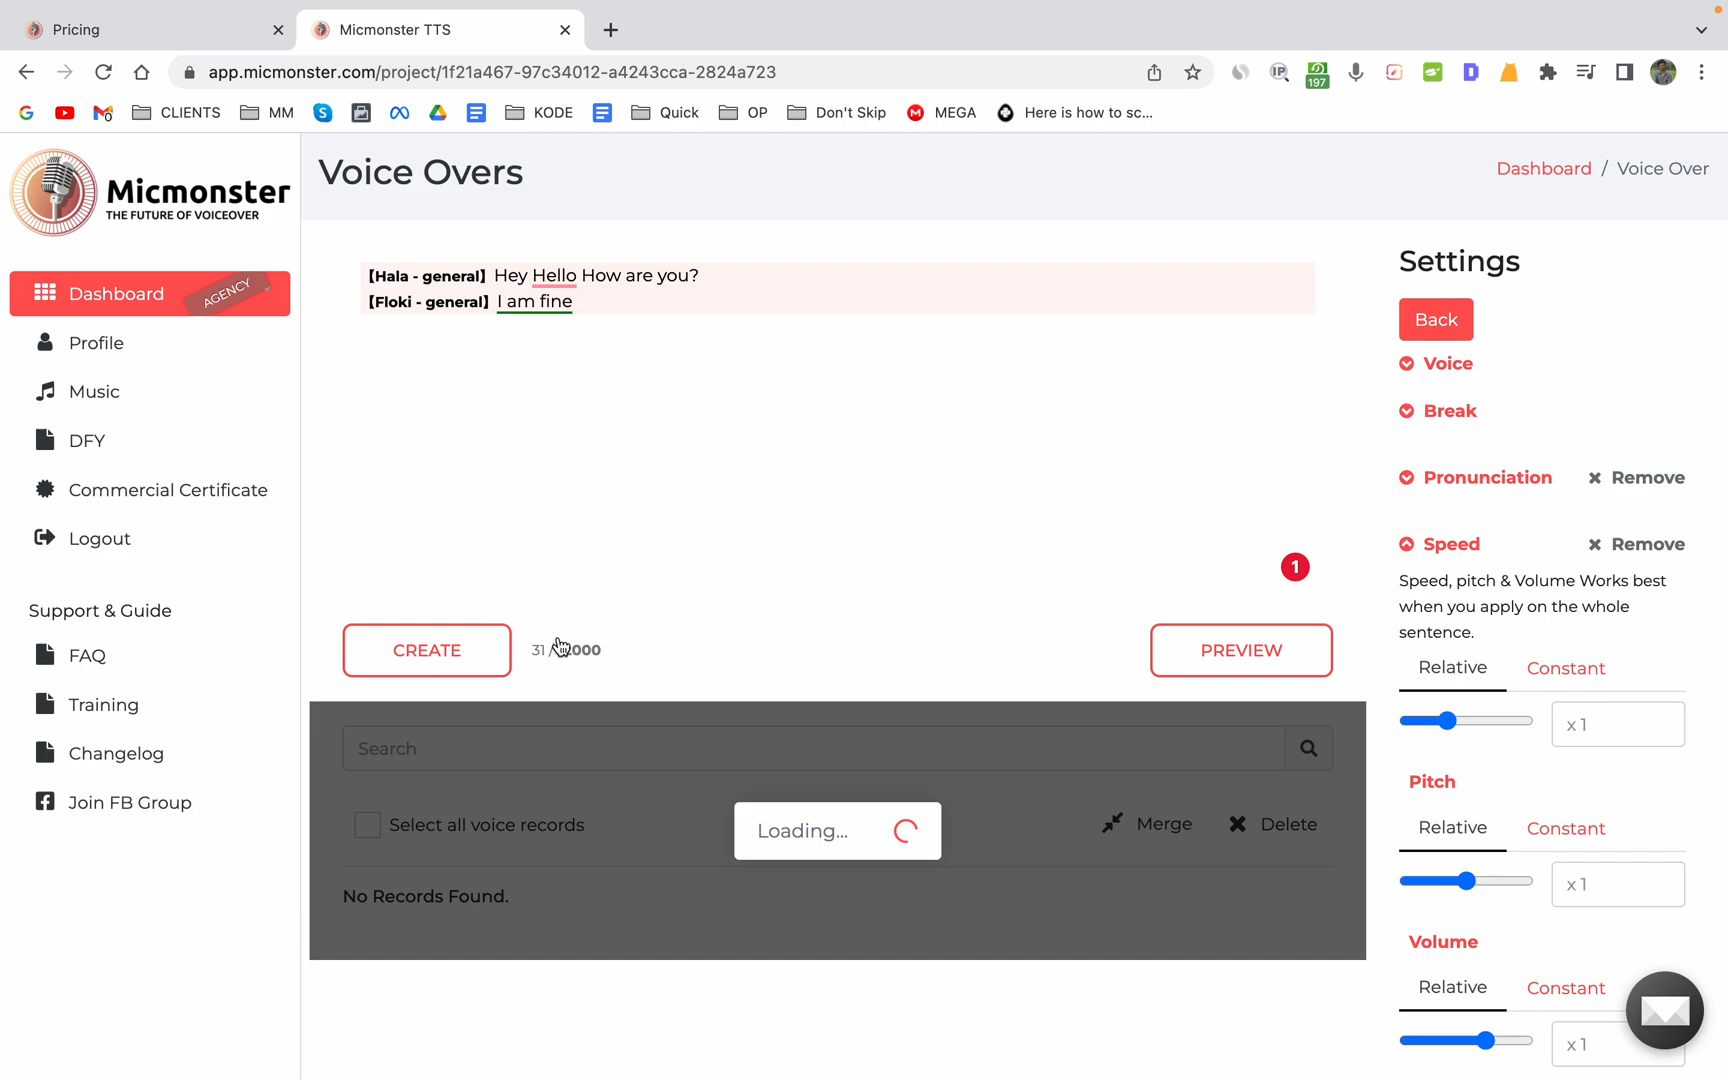 Pricing
Micmonster TTS
app.micmonster.com/project/1f21a467-97c34012-a4243cca-2824a723
197
CLIENTS
MM
KODE
Quick
OP
Don't Skip
MEGA
Here is how to sc...
Micmonster
THE FUTURE OF VOICEOVER
Voice Overs
Dashboard / Voice Over
Dashboard
AGENCY
Profile
Music
DFY
Commercial Certificate
Logout
Support & Guide
FAQ
Training
Changelog
Join FB Group
【Hala - general】 Hey Hello How are you?
【Floki - general】 I am fine
1
CREATE
31 /
000
PREVIEW
Search
Select all voice records
Merge
Delete
Loading...
No Records Found.
Settings
Back
Voice
Break
Pronunciation
Remove
Speed
Remove
Speed, pitch & Volume Works best
when you apply on the whole
sentence.
Relative
Constant
x 1
Pitch
Relative
Constant
x 1
Volume
Relative
Constant
x 1